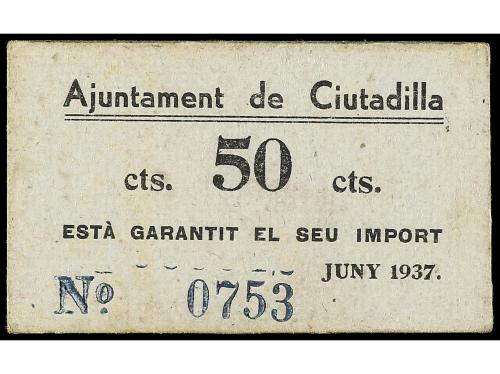 Ajuntament de Ciutadilla
cts. 50 cts.
ESTÀ GARANTIT EL SEU IMPORT
JUNY 1937.
Nº 0753